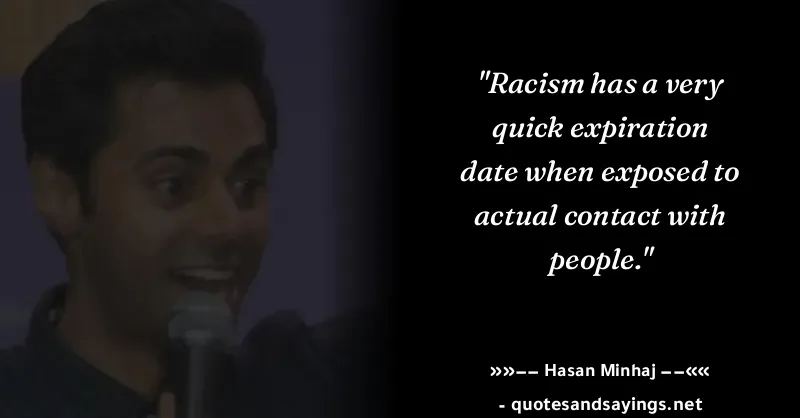 "Racism has a very
quick expiration
date when exposed to
actual contact with
people."
»»–– Hasan Minhaj ––««
- quotesandsayings.net